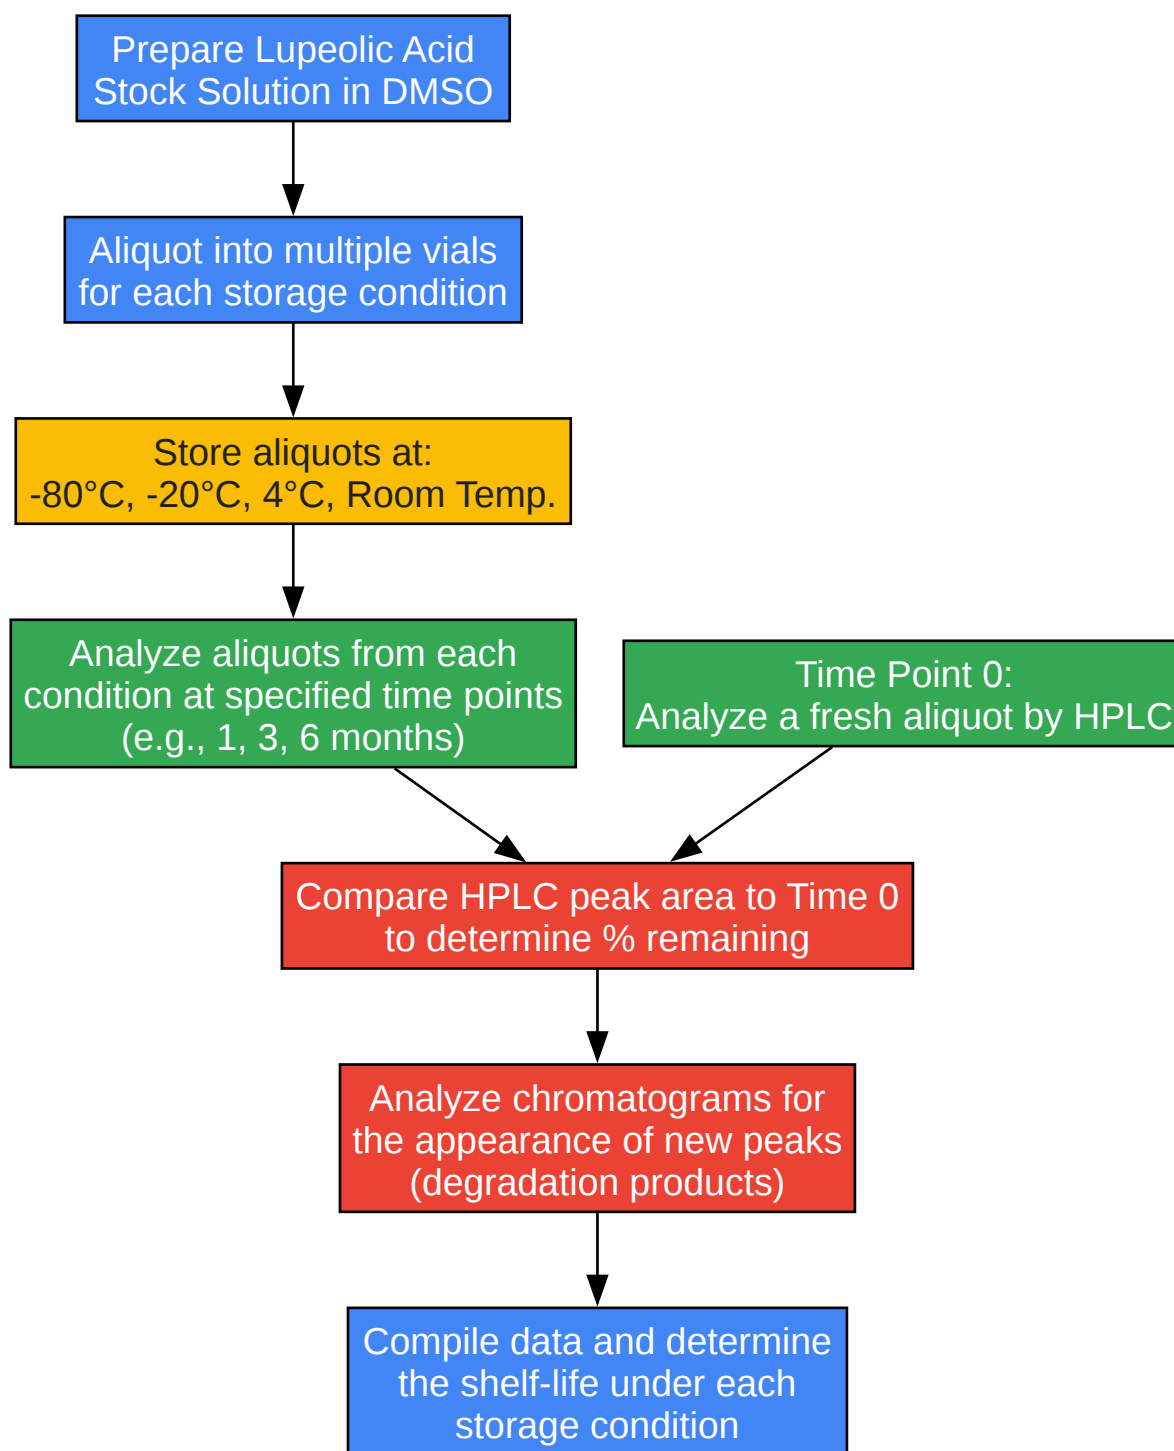 Prepare Lupeolic Acid
Stock Solution in DMSO
Aliquot into multiple vials
for each storage condition
Store aliquots at:
-80°C, -20°C, 4°C, Room Temp.
Analyze aliquots from each
condition at specified time points
(e.g., 1, 3, 6 months)
Time Point 0:
Analyze a fresh aliquot by HPLC
Compare HPLC peak area to Time 0
to determine % remaining
Analyze chromatograms for
the appearance of new peaks
(degradation products)
Compile data and determine
the shelf-life under each
storage condition